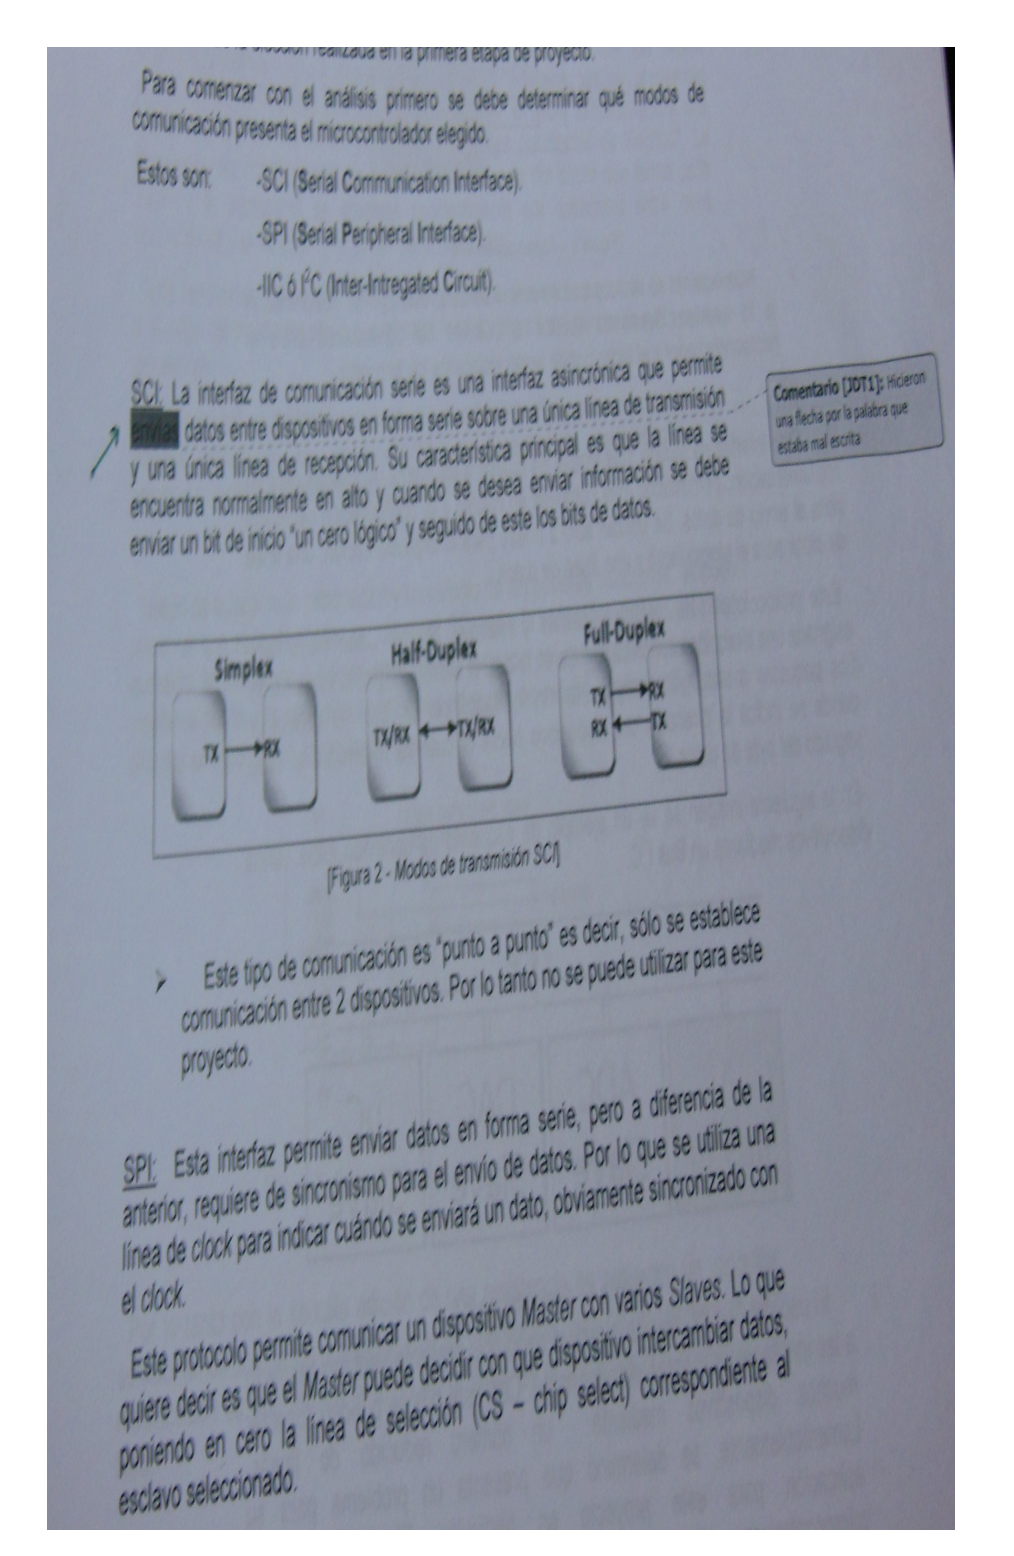 realizada en la primera etapa de proyecto.
Para comenzar con el análisis primero se debe determinar qué modos de
comunicación presenta el microcontrolador elegido.
Estos son: -SCI (Serial Communication Interface).
-SPI (Serial Peripheral Interface).
-IIC ó I²C (Inter-Intregated Circuit).
SCI: La interfaz de comunicación serie es una interfaz asincrónica que permite
envías datos entre dispositivos en forma serie sobre una única línea de transmisión
y una única línea de recepción. Su característica principal es que la línea se
encuentra normalmente en alto y cuando se desea enviar información se debe
enviar un bit de inicio "un cero lógico" y seguido de este los bits de datos.
Comentario [JDT1]: Hicieron
una flecha por la palabra que
estaba mal escrita
Simplex Half-Duplex Full-Duplex
TX RX TX/RX TX/RX TX RX
RX TX
[Figura 2 - Modos de transmisión SCI]
Este tipo de comunicación es "punto a punto" es decir, sólo se establece
comunicación entre 2 dispositivos. Por lo tanto no se puede utilizar para este
proyecto.
SPI: Esta interfaz permite enviar datos en forma serie, pero a diferencia de la
anterior, requiere de sincronismo para el envío de datos. Por lo que se utiliza una
línea de clock para indicar cuándo se enviará un dato, obviamente sincronizado con
el clock.
Este protocolo permite comunicar un dispositivo Master con varios Slaves. Lo que
quiere decir es que el Master puede decidir con que dispositivo intercambiar datos,
poniendo en cero la línea de selección (CS – chip select) correspondiente al
esclavo seleccionado.